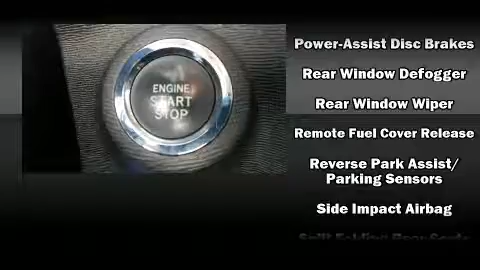 ENGINE
START
STOP
Power-Assist Disc Brakes
Rear Window Defogger
Rear Window Wiper
Remote Fuel Cover Release
Reverse Park Assist/
Parking Sensors
Side Impact Airbag